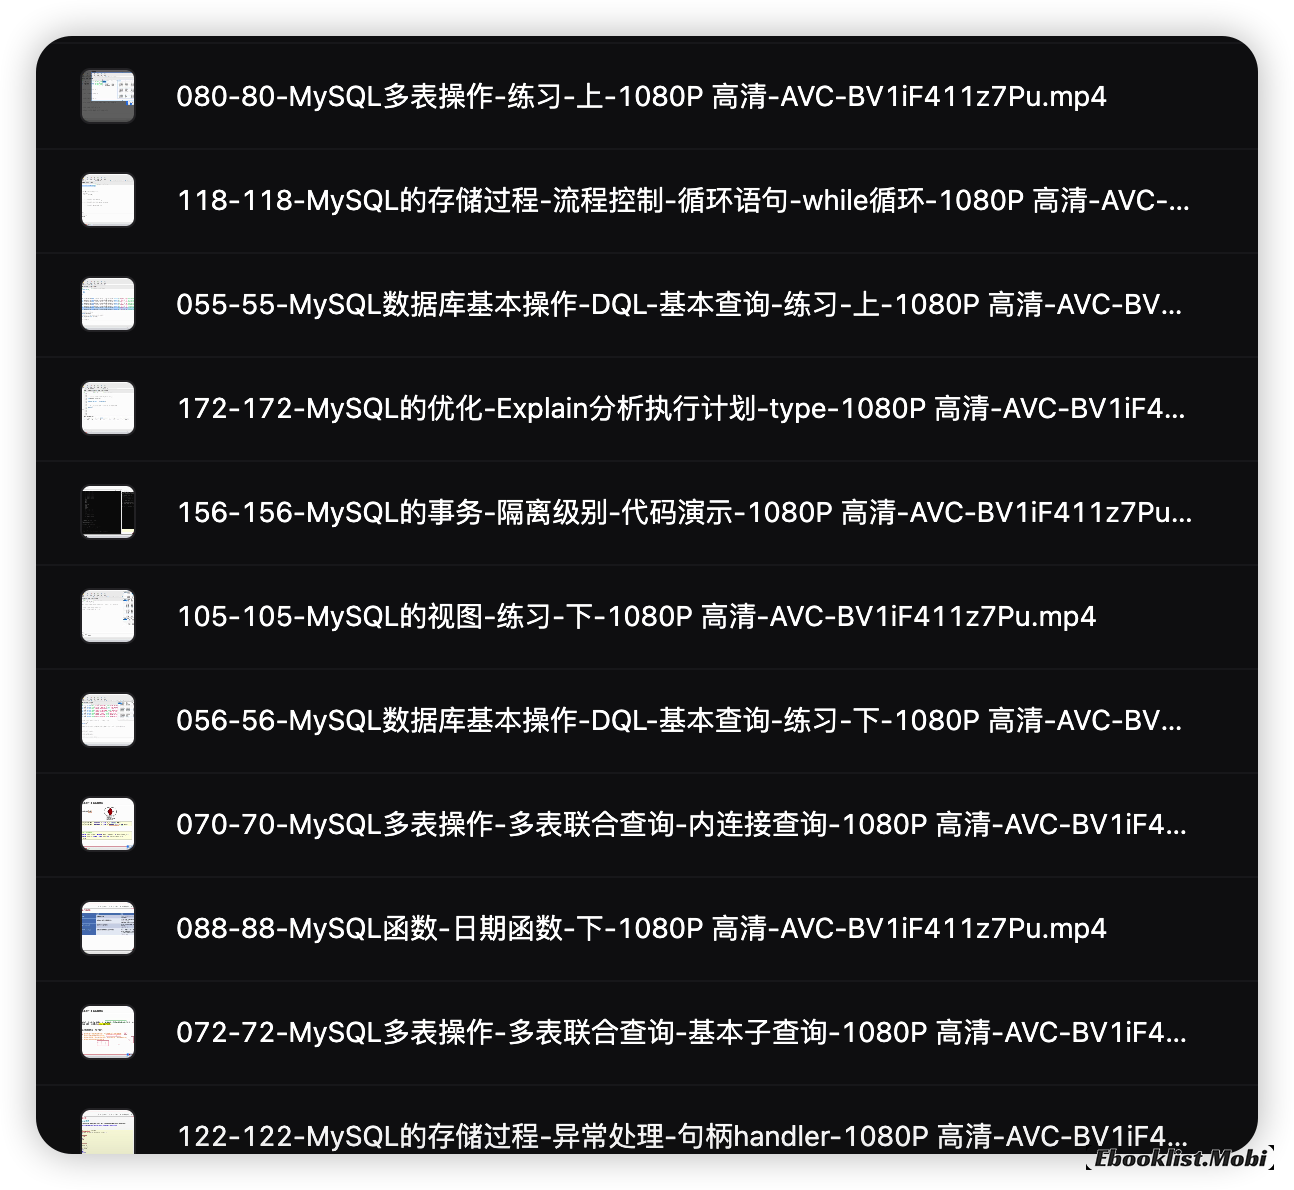 080-80-MySQL多表操作-练习-上-1080P 高清-AVC-BV1iF411z7Pu.mp4
118-118-MySQL的存储过程-流程控制-循环语句-while循环-1080P 高清-AVC-...
055-55-MySQL数据库基本操作-DQL-基本查询-练习-上-1080P 高清-AVC-BV...
172-172-MySQL的优化-Explain分析执行计划-type-1080P 高清-AVC-BV1iF4...
156-156-MySQL的事务-隔离级别-代码演示-1080P 高清-AVC-BV1iF411z7Pu...
105-105-MySQL的视图-练习-下-1080P 高清-AVC-BV1iF411z7Pu.mp4
056-56-MySQL数据库基本操作-DQL-基本查询-练习-下-1080P 高清-AVC-BV...
070-70-MySQL多表操作-多表联合查询-内连接查询-1080P 高清-AVC-BV1iF4...
088-88-MySQL函数-日期函数-下-1080P 高清-AVC-BV1iF411z7Pu.mp4
072-72-MySQL多表操作-多表联合查询-基本子查询-1080P 高清-AVC-BV1iF4...
122-122-MySQL的存储过程-异常处理-句柄handler-1080P 高清-AVC-BV1iF4...
Ebooklist.Mobi